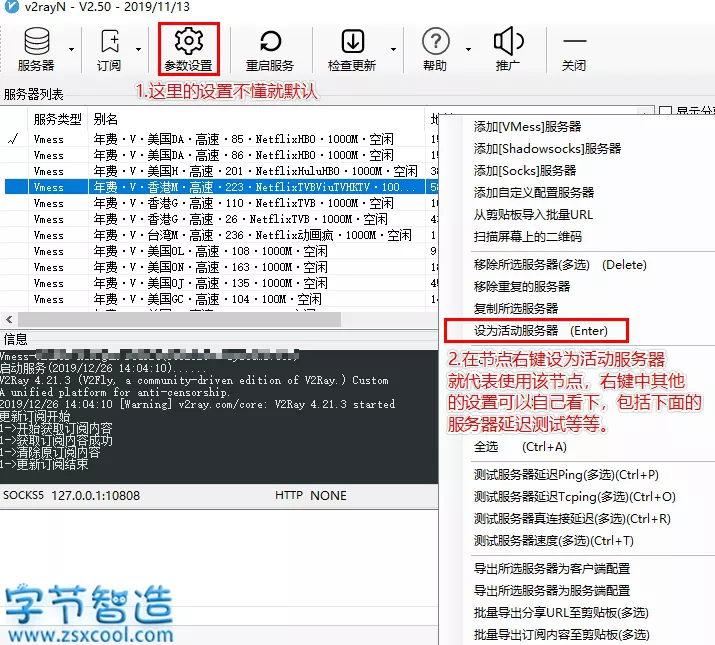 v2rayN - V2.50 - 2019/11/13
服务器
订阅
参数设置
重启服务
检查更新
帮助
推广
关闭
1.这里的设置不懂就默认
服务器列表
服务类型 别名
显示分
Vmess 年费·V·美国DA·高速·85·NetflixHBO·1000M·空闲
Vmess 年费·V·美国DA·高速·86·NetflixHBO·1000M·空闲
Vmess 年费·V·美国H·高速·201·NetflixHuluHBO·1000M·空闲
Vmess 年费·V·香港M·高速·223·NetflixTVBViuTVHKTV·100...
Vmess 年费·V·香港G·高速·110·NetflixTVB·1000M·空闲
Vmess 年费·V·香港G·高速·26·NetflixTVB·1000M·空闲
Vmess 年费·V·台湾M·高速·236·Netflix动画疯·1000M·空闲
Vmess 年费·V·美国OL·高速·108·1000M·空闲
Vmess 年费·V·美国ON·高速·163·1000M·空闲
Vmess 年费·V·美国OJ·高速·135·1000M·空闲
Vmess 年费·V·美国GC·高速·104·100M·空闲
添加[VMess]服务器
添加[Shadowsocks]服务器
添加[Socks]服务器
添加自定义配置服务器
从剪贴板导入批量URL
扫描屏幕上的二维码
移除所选服务器(多选) (Delete)
移除重复的服务器
复制所选服务器
设为活动服务器 (Enter)
2.在节点右键设为活动服务器
就代表使用该节点，右键中其他
的设置可以自己看下，包括下面的
服务器延迟测试等等。
全选 (Ctrl+A)
测试服务器延迟Ping(多选)(Ctrl+P)
测试服务器延迟Tcping(多选)(Ctrl+O)
测试服务器真连接延迟(多选)(Ctrl+R)
测试服务器速度(多选)(Ctrl+T)
导出所选服务器为客户端配置
导出所选服务器为服务端配置
批量导出分享URL至剪贴板(多选)
批量导出订阅内容至剪贴板(多选)
信息
Vmess-
启动服务(2019/12/26 14:04:10)......
V2Ray 4.21.3 (V2Fly, a community-driven edition of V2Ray.) Custom
A unified platform for anti-censorship.
2019/12/26 14:04:10 [Warning] v2ray.com/core: V2Ray 4.21.3 started
更新订阅开始
1->开始获取订阅内容
1->获取订阅内容成功
1->清除原订阅内容
1->更新订阅结束
SOCKS5 127.0.0.1:10808 HTTP NONE
字节智造
www.zsxcool.com